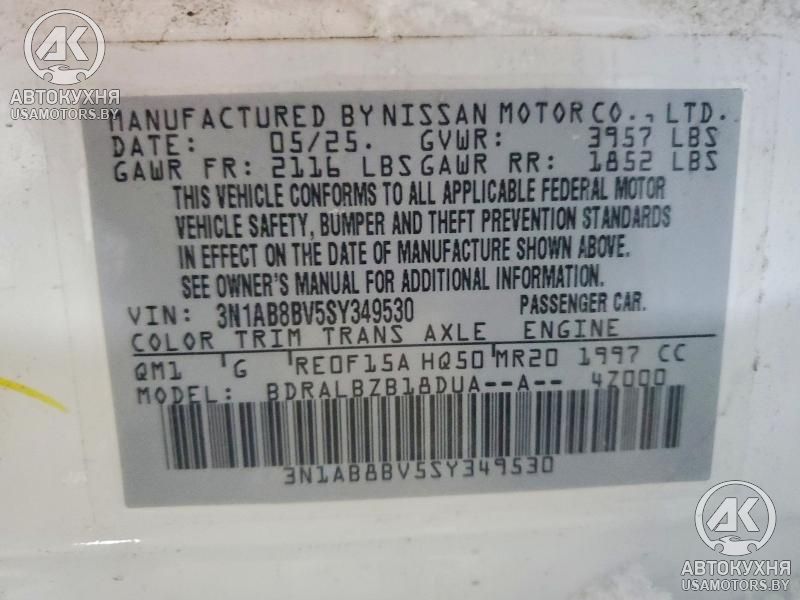 AK
АВТОКУХНЯ
USAMOTORS.BY
MANUFACTURED BY NISSAN MOTOR CO., LTD.
DATE: 05/25. GVWR: 3957 LBS
GAWR FR: 2116 LBS GAWR RR: 1852 LBS
THIS VEHICLE CONFORMS TO ALL APPLICABLE FEDERAL MOTOR
VEHICLE SAFETY, BUMPER AND THEFT PREVENTION STANDARDS
IN EFFECT ON THE DATE OF MANUFACTURE SHOWN ABOVE.
SEE OWNER'S MANUAL FOR ADDITIONAL INFORMATION.
VIN: 3N1AB8BV5SY349530 PASSENGER CAR.
COLOR TRIM TRANS AXLE ENGINE
QM1 G RE0F15A HQ50 MR20 1997 CC
MODEL: BDRALBZB18DUA--A-- 4Z000
3N1AB8BV5SY349530
AK
АВТОКУХНЯ
USAMOTORS.BY